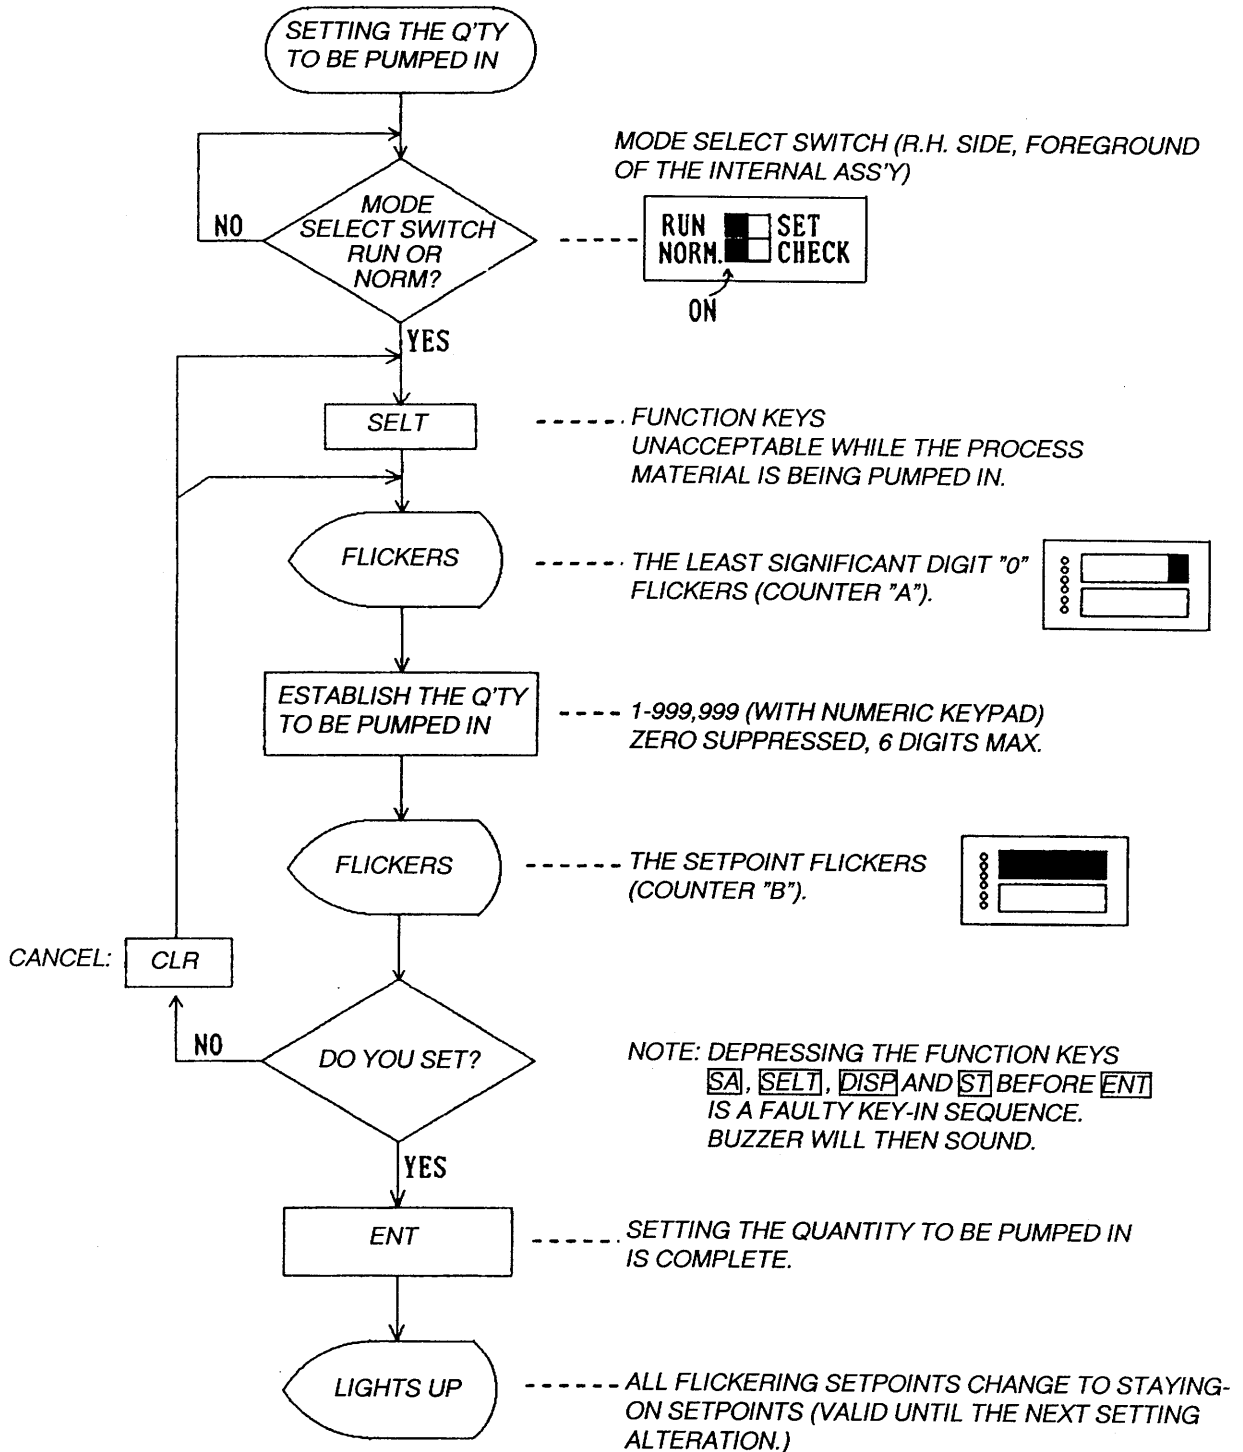 SETTING THE Q'TY
TO BE PUMPED IN
MODE SELECT SWITCH (R.H. SIDE, FOREGROUND
OF THE INTERNAL ASS'Y)
MODE
SELECT SWITCH
RUN OR
NORM?
NO
RUN SET
NORM. CHECK
ON
YES
SELT
FUNCTION KEYS
UNACCEPTABLE WHILE THE PROCESS
MATERIAL IS BEING PUMPED IN.
FLICKERS
THE LEAST SIGNIFICANT DIGIT "0"
FLICKERS (COUNTER "A").
ESTABLISH THE Q'TY
TO BE PUMPED IN
1-999,999 (WITH NUMERIC KEYPAD)
ZERO SUPPRESSED, 6 DIGITS MAX.
FLICKERS
THE SETPOINT FLICKERS
(COUNTER "B").
CANCEL: CLR
NO
DO YOU SET?
NOTE: DEPRESSING THE FUNCTION KEYS
SA, SELT, DISP AND ST BEFORE ENT
IS A FAULTY KEY-IN SEQUENCE.
BUZZER WILL THEN SOUND.
YES
ENT
SETTING THE QUANTITY TO BE PUMPED IN
IS COMPLETE.
LIGHTS UP
ALL FLICKERING SETPOINTS CHANGE TO STAYING-
ON SETPOINTS (VALID UNTIL THE NEXT SETTING
ALTERATION.)